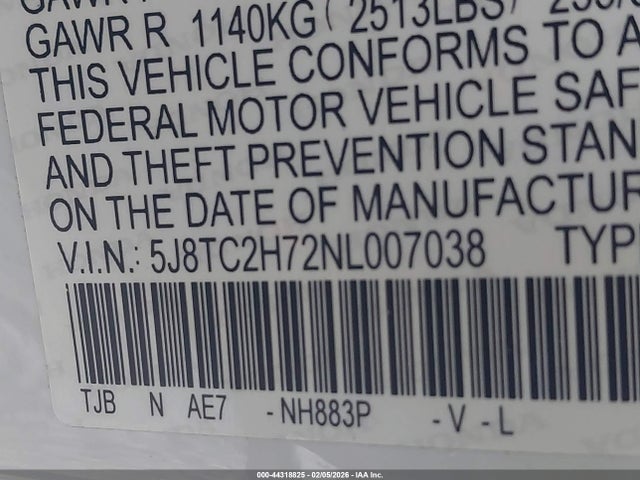 GAWR R 1140KG ( 2513LBS)
THIS VEHICLE CONFORMS TO A
FEDERAL MOTOR VEHICLE SAF
AND THEFT PREVENTION STAN
ON THE DATE OF MANUFACTUR
V.I.N.: 5J8TC2H72NL007038 TYPE
TJB N AE7 -NH883P -V-L
000-44318825 - 02/05/2026 - IAA Inc.